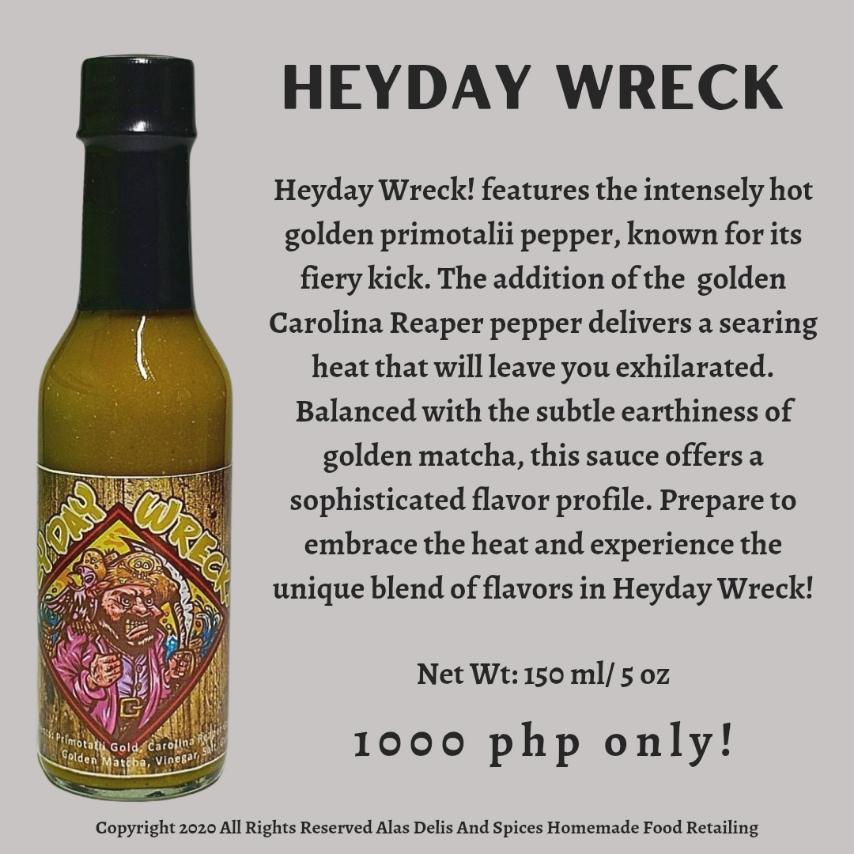 HEYDAY WRECK
Heyday Wreck! features the intensely hot
golden primotalii pepper, known for its
fiery kick. The addition of the golden
Carolina Reaper pepper delivers a searing
heat that will leave you exhilarated.
Balanced with the subtle earthiness of
golden matcha, this sauce offers a
sophisticated flavor profile. Prepare to
embrace the heat and experience the
unique blend of flavors in Heyday Wreck!
Net Wt: 150 ml/ 5 oz
1000 php only!
DAY WRECK
Primotalii Gold, Carolina
Golden Matcha, Vinegar, Salt,
Copyright 2020 All Rights Reserved Alas Delis And Spices Homemade Food Retailing